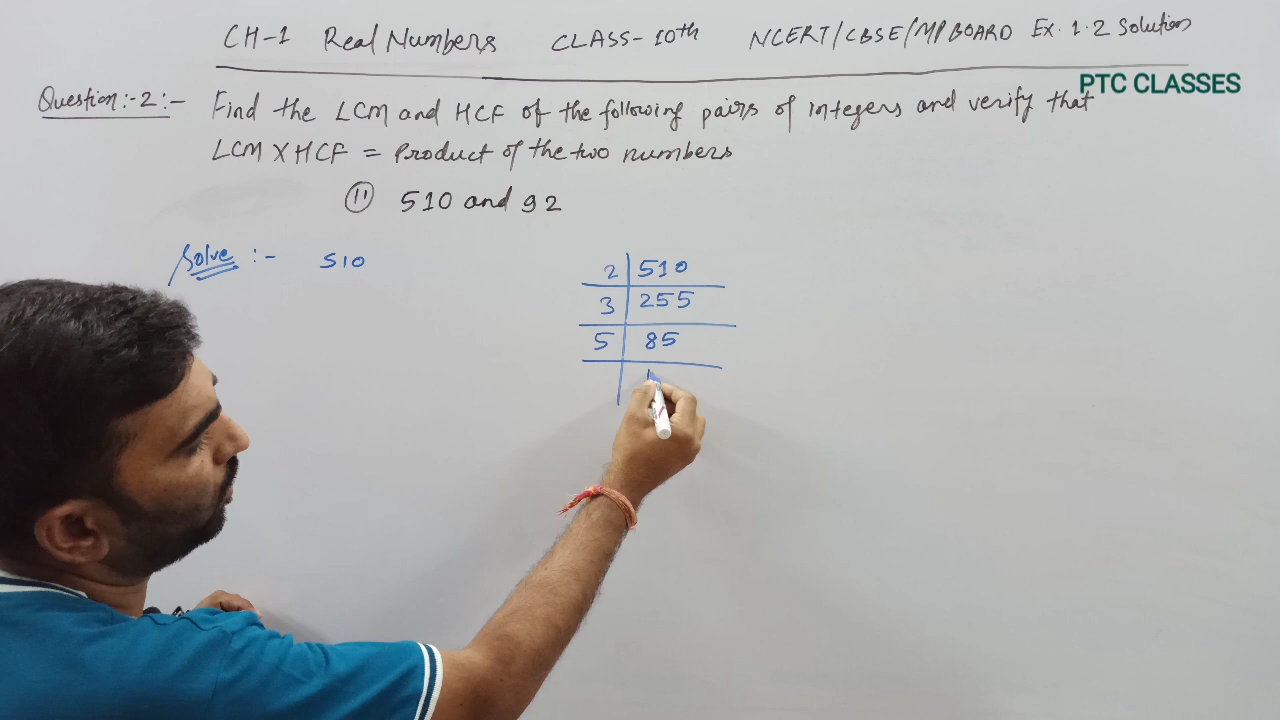 CH-1 Real Numbers CLASS-10th NCERT/CBSE/MP BOARD Ex. 1.2 Solution
PTC CLASSES
Question:-2:- Find the LCM and HCF of the following pairs of integers and verify that
LCM X HCF = Product of the two numbers
(11) 510 and 92
Solve :- 510
2 510
3 255
5 85